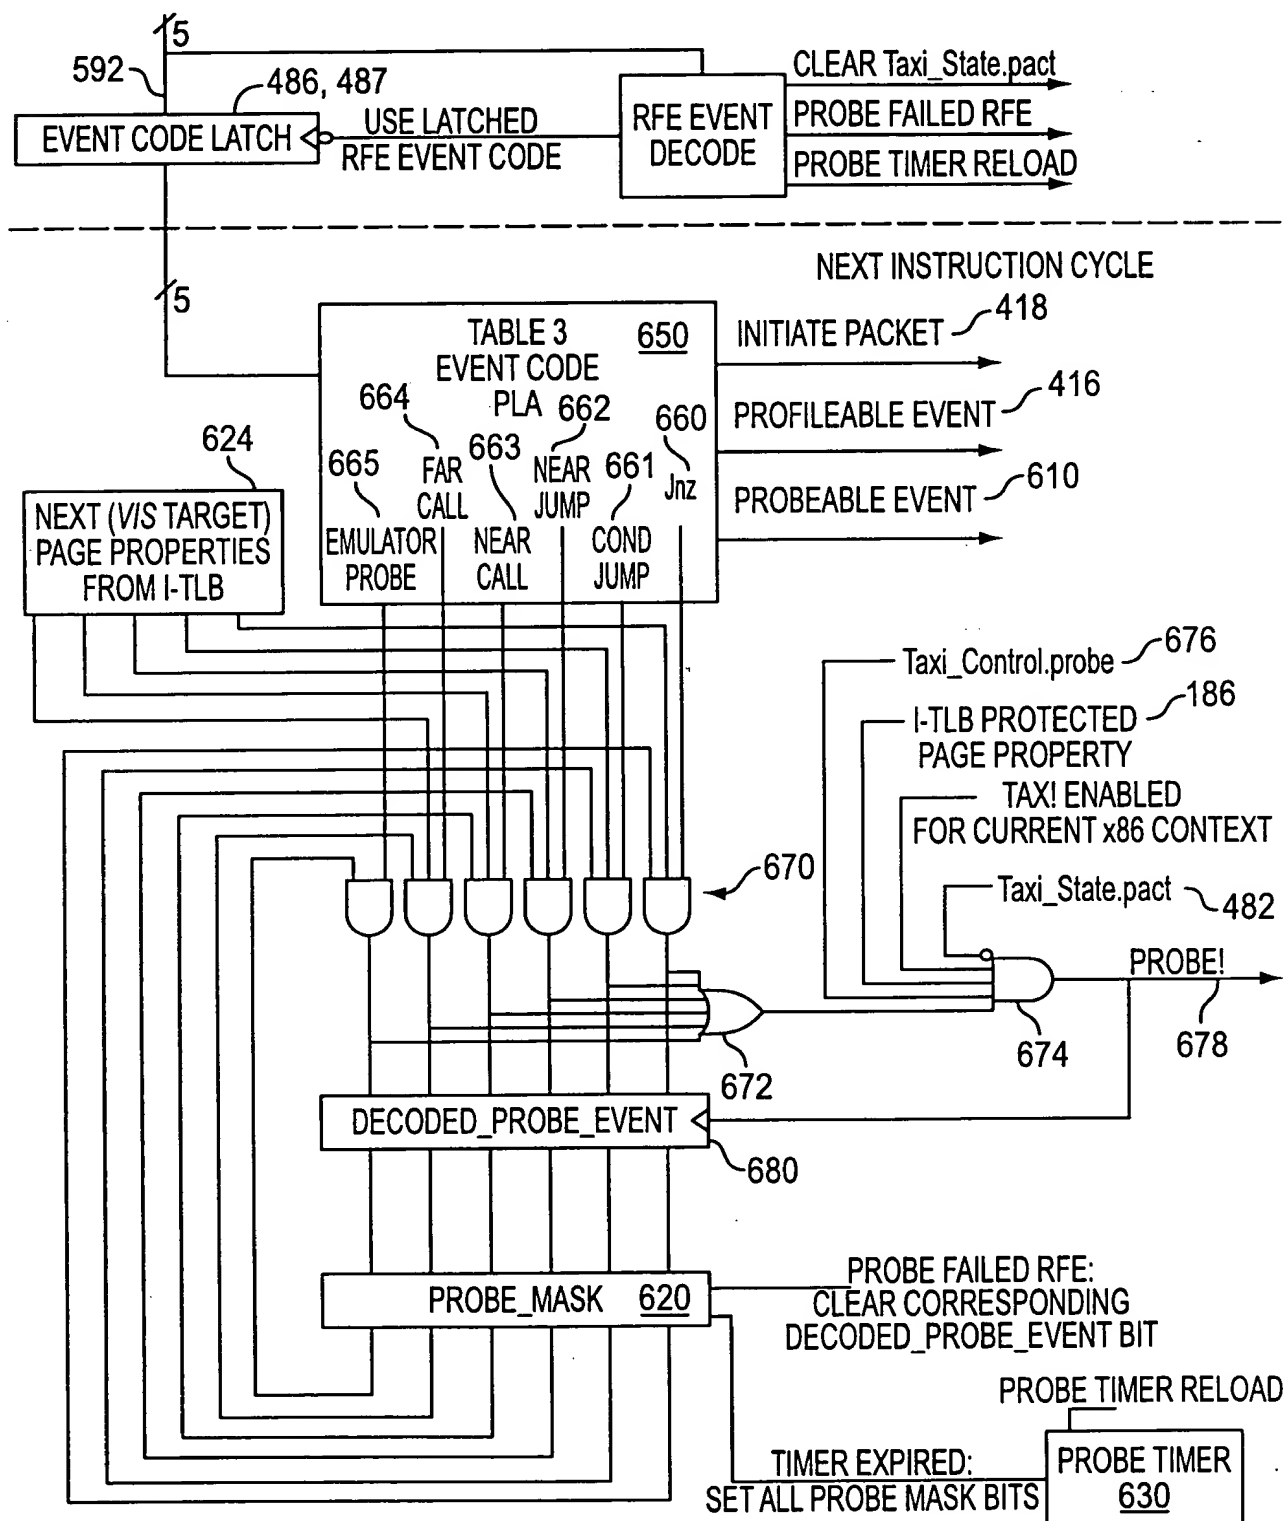 5
592
486, 487
EVENT CODE LATCH
USE LATCHED
RFE EVENT CODE
RFE EVENT
DECODE
CLEAR Taxi_State.pact
PROBE FAILED RFE
PROBE TIMER RELOAD
NEXT INSTRUCTION CYCLE
5
TABLE 3
EVENT CODE
PLA
650
INITIATE PACKET
418
PROFILEABLE EVENT
416
PROBEABLE EVENT
610
664
FAR
CALL
662
NEAR
JUMP
660
Jnz
665
EMULATOR
PROBE
663
NEAR
CALL
661
COND
JUMP
624
NEXT (V/S TARGET)
PAGE PROPERTIES
FROM I-TLB
Taxi_Control.probe
676
I-TLB PROTECTED
PAGE PROPERTY
186
TAX! ENABLED
FOR CURRENT x86 CONTEXT
Taxi_State.pact
482
670
PROBE!
672
674
678
DECODED_PROBE_EVENT
680
PROBE_MASK 620
PROBE FAILED RFE:
CLEAR CORRESPONDING
DECODED_PROBE_EVENT BIT
PROBE TIMER RELOAD
TIMER EXPIRED:
SET ALL PROBE MASK BITS
PROBE TIMER
630